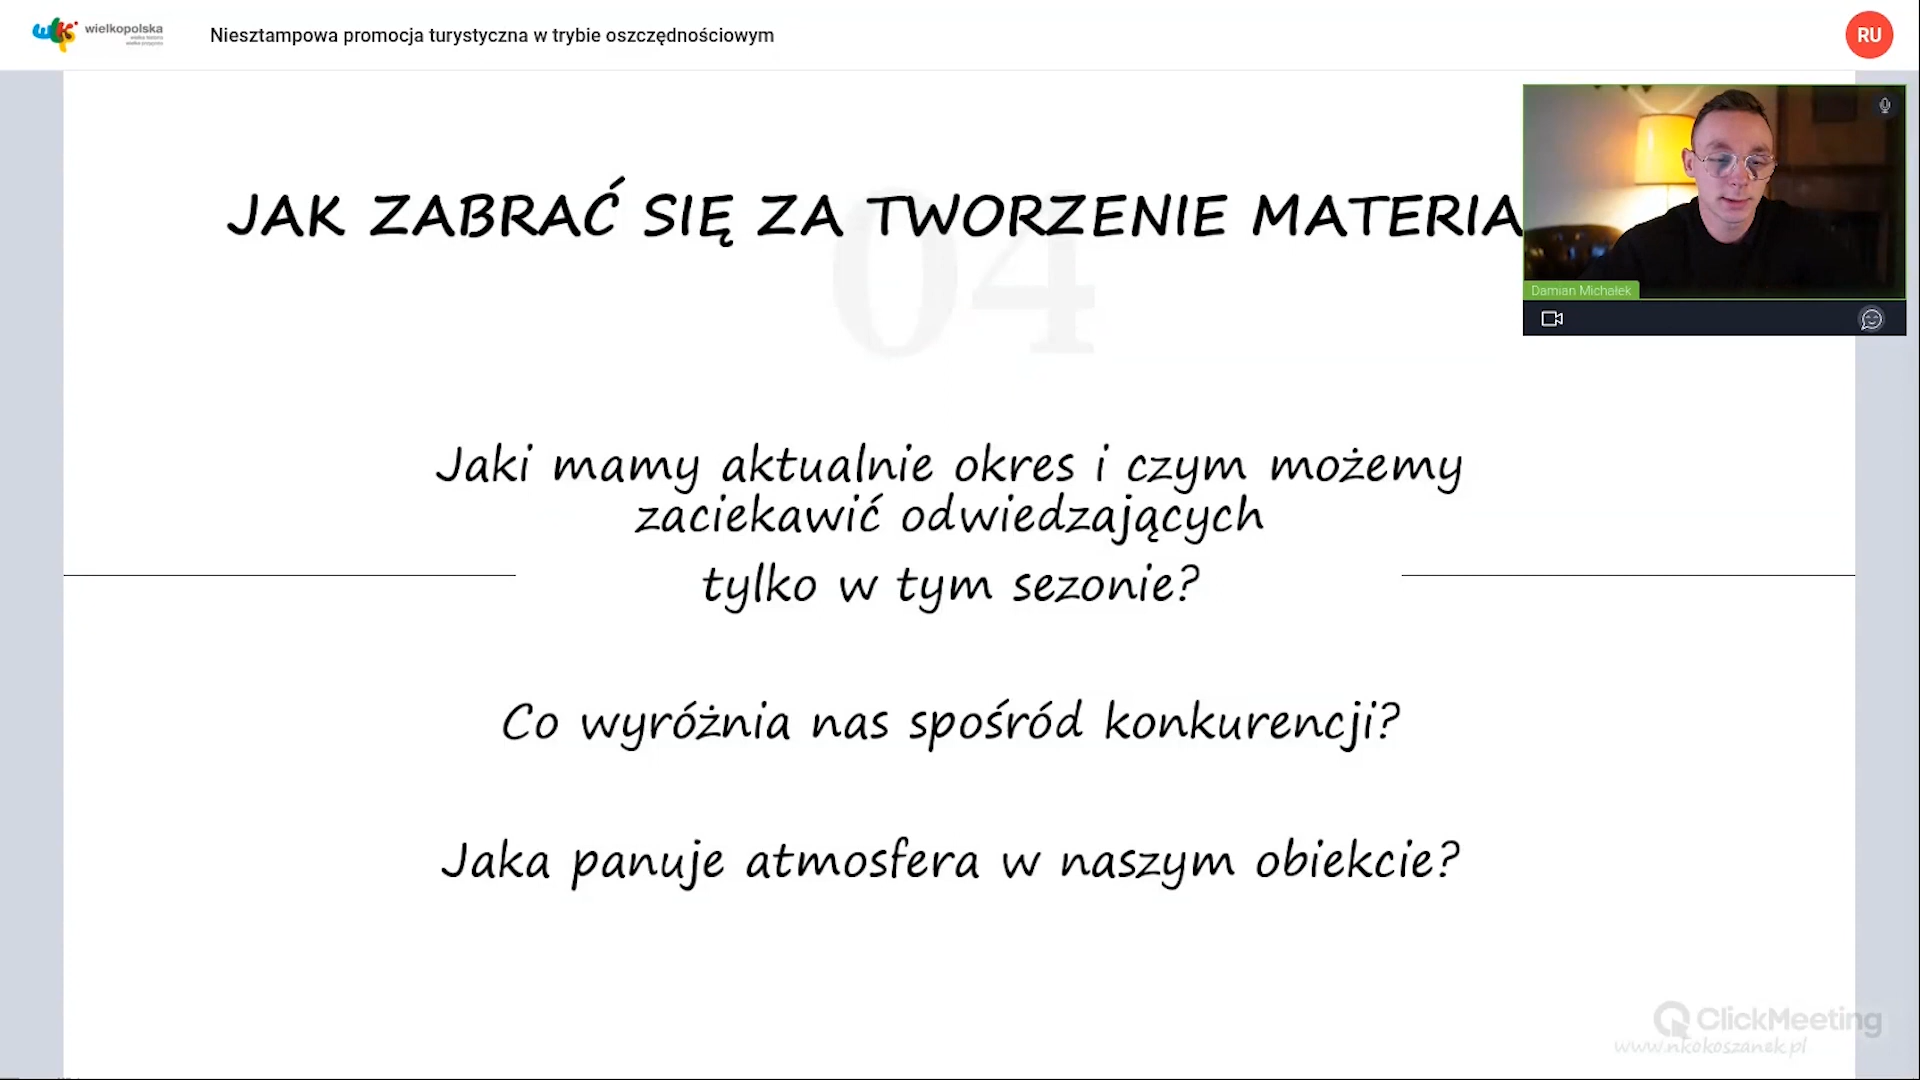 wielkopolska
Niesztampowa promocja turystyczna w trybie oszczędnościowym
RU
JAK ZABRAĆ SIĘ ZA TWORZENIE MATERIA
04
Damian Michałek
Jaki mamy aktualnie okres i czym możemy
zaciekawić odwiedzających
tylko w tym sezonie?
Co wyróżnia nas spośród konkurencji?
Jaka panuje atmosfera w naszym obiekcie?
ClickMeeting
www.nkokoszanek.pl